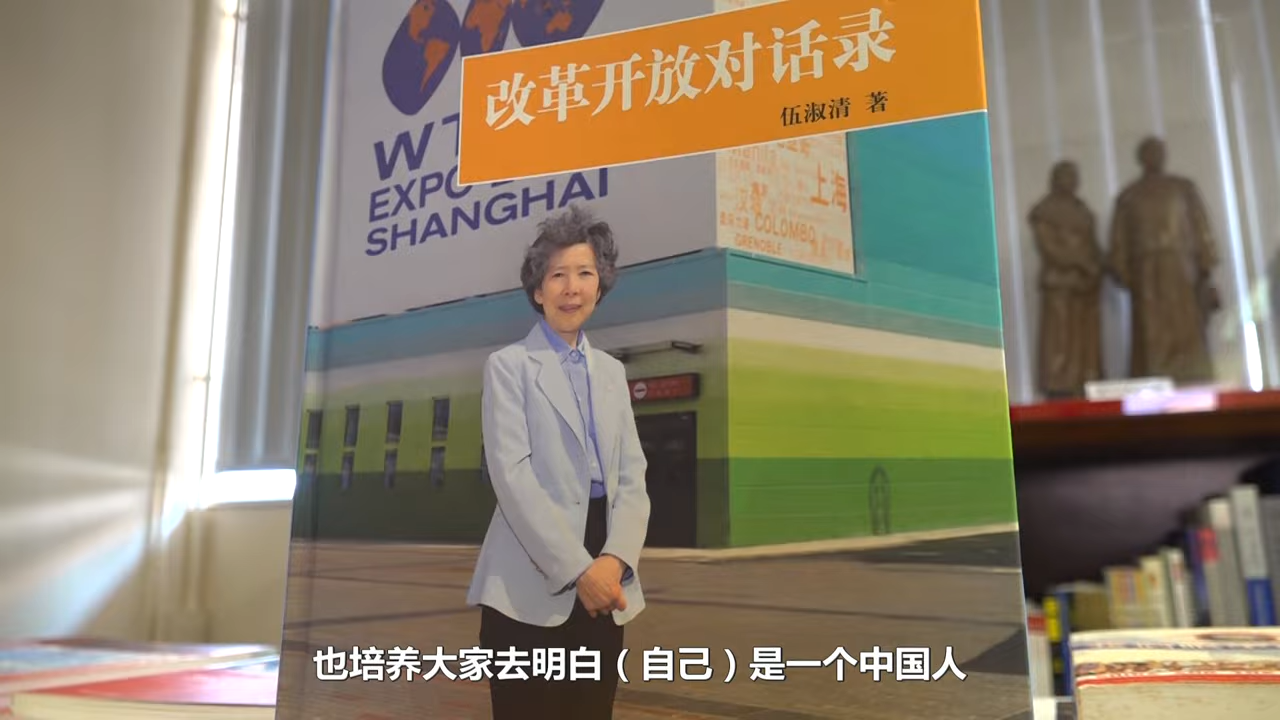 改革开放对话录
伍淑清 著
W T
EXPO
SHANGHAI
上海
COLOMBO
GRENOBLE
也培养大家去明白（自己）是一个中国人